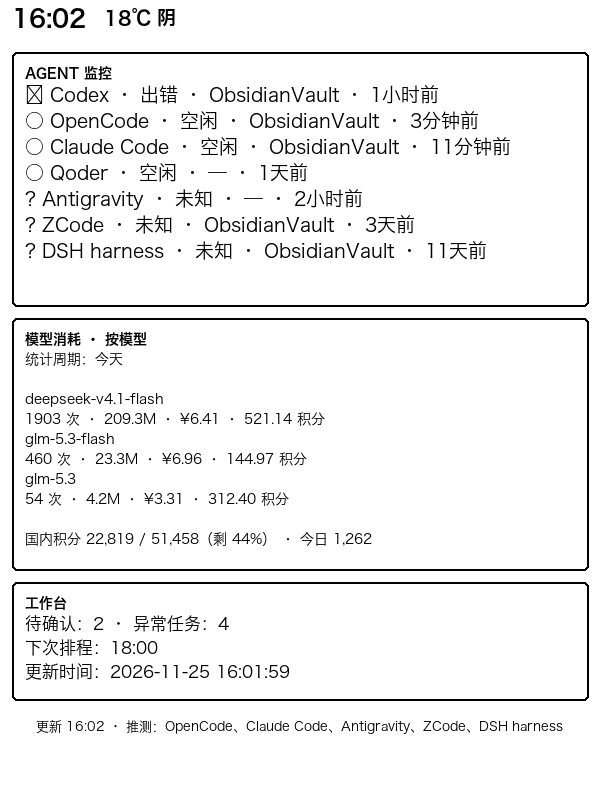 16:02 18℃ 阴
AGENT 监控
☒ Codex · 出错 · ObsidianVault · 1小时前
○ OpenCode · 空闲 · ObsidianVault · 3分钟前
○ Claude Code · 空闲 · ObsidianVault · 11分钟前
○ Qoder · 空闲 · — · 1天前
? Antigravity · 未知 · — · 2小时前
? ZCode · 未知 · ObsidianVault · 3天前
? DSH harness · 未知 · ObsidianVault · 11天前
模型消耗 · 按模型
统计周期：今天
deepseek-v4.1-flash
1903 次 · 209.3M · ¥6.41 · 521.14 积分
glm-5.3-flash
460 次 · 23.3M · ¥6.96 · 144.97 积分
glm-5.3
54 次 · 4.2M · ¥3.31 · 312.40 积分
国内积分 22,819 / 51,458（剩 44%） · 今日 1,262
工作台
待确认：2 · 异常任务：4
下次排程：18:00
更新时间：2026-11-25 16:01:59
更新 16:02 · 推测：OpenCode、Claude Code、Antigravity、ZCode、DSH harness